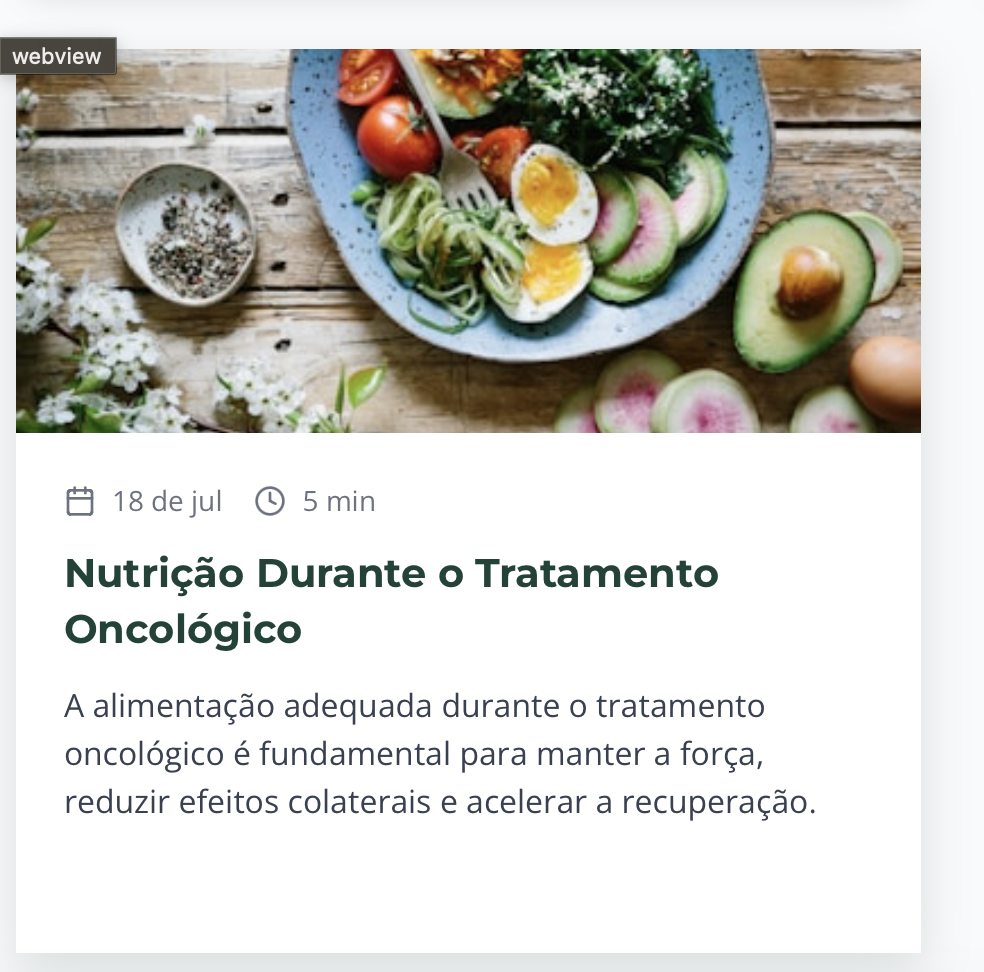 webview
18 de jul 5 min
Nutrição Durante o Tratamento
Oncológico
A alimentação adequada durante o tratamento
oncológico é fundamental para manter a força,
reduzir efeitos colaterais e acelerar a recuperação.